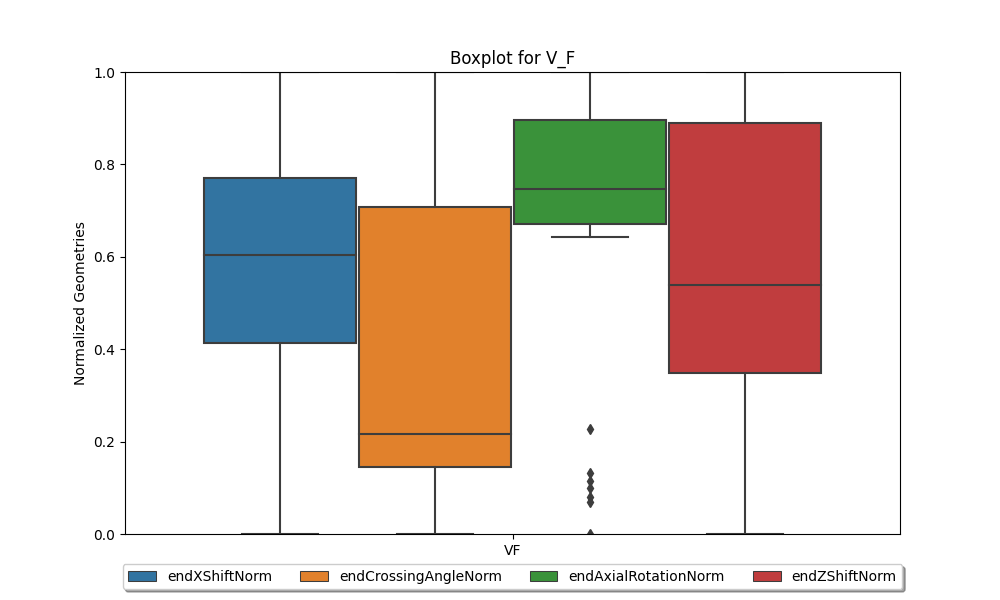 Boxplot for V_F
1.0
0.8
0.6
0.4
0.2
0.0
Normalized Geometries
VF
endXShiftNorm endCrossingAngleNorm endAxialRotationNorm endZShiftNorm